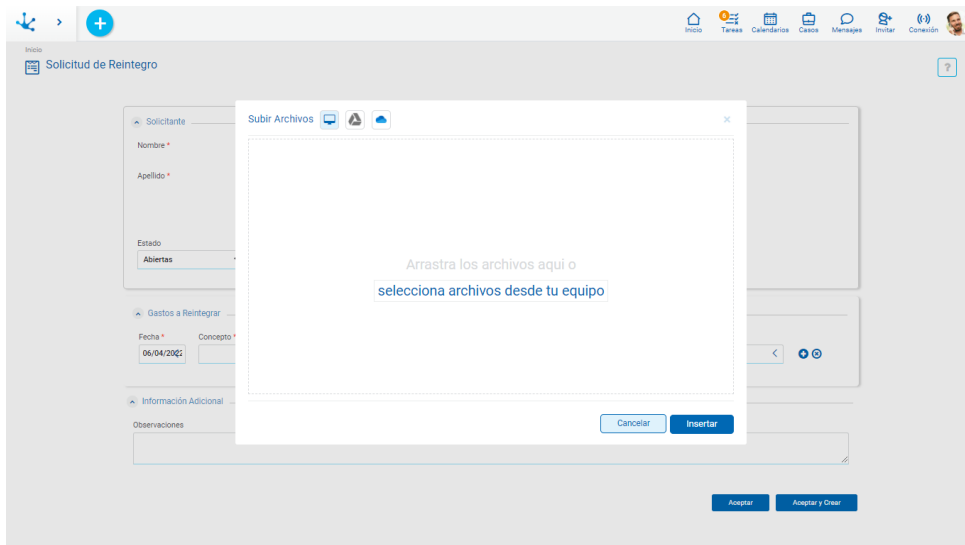 6
Inicio Tareas Calendarios Casos Mensajes Invitar Conexión
Inicio
Solicitud de Reintegro
?
Subir Archivos
×
Solicitante
Nombre *
Apellido *
Estado
Abiertas
Arrastra los archivos aqui o
selecciona archivos desde tu equipo
Gastos a Reintegrar
Fecha * Concepto *
06/04/2022
Cancelar Insertar
Información Adicional
Observaciones
Aceptar Aceptar y Crear